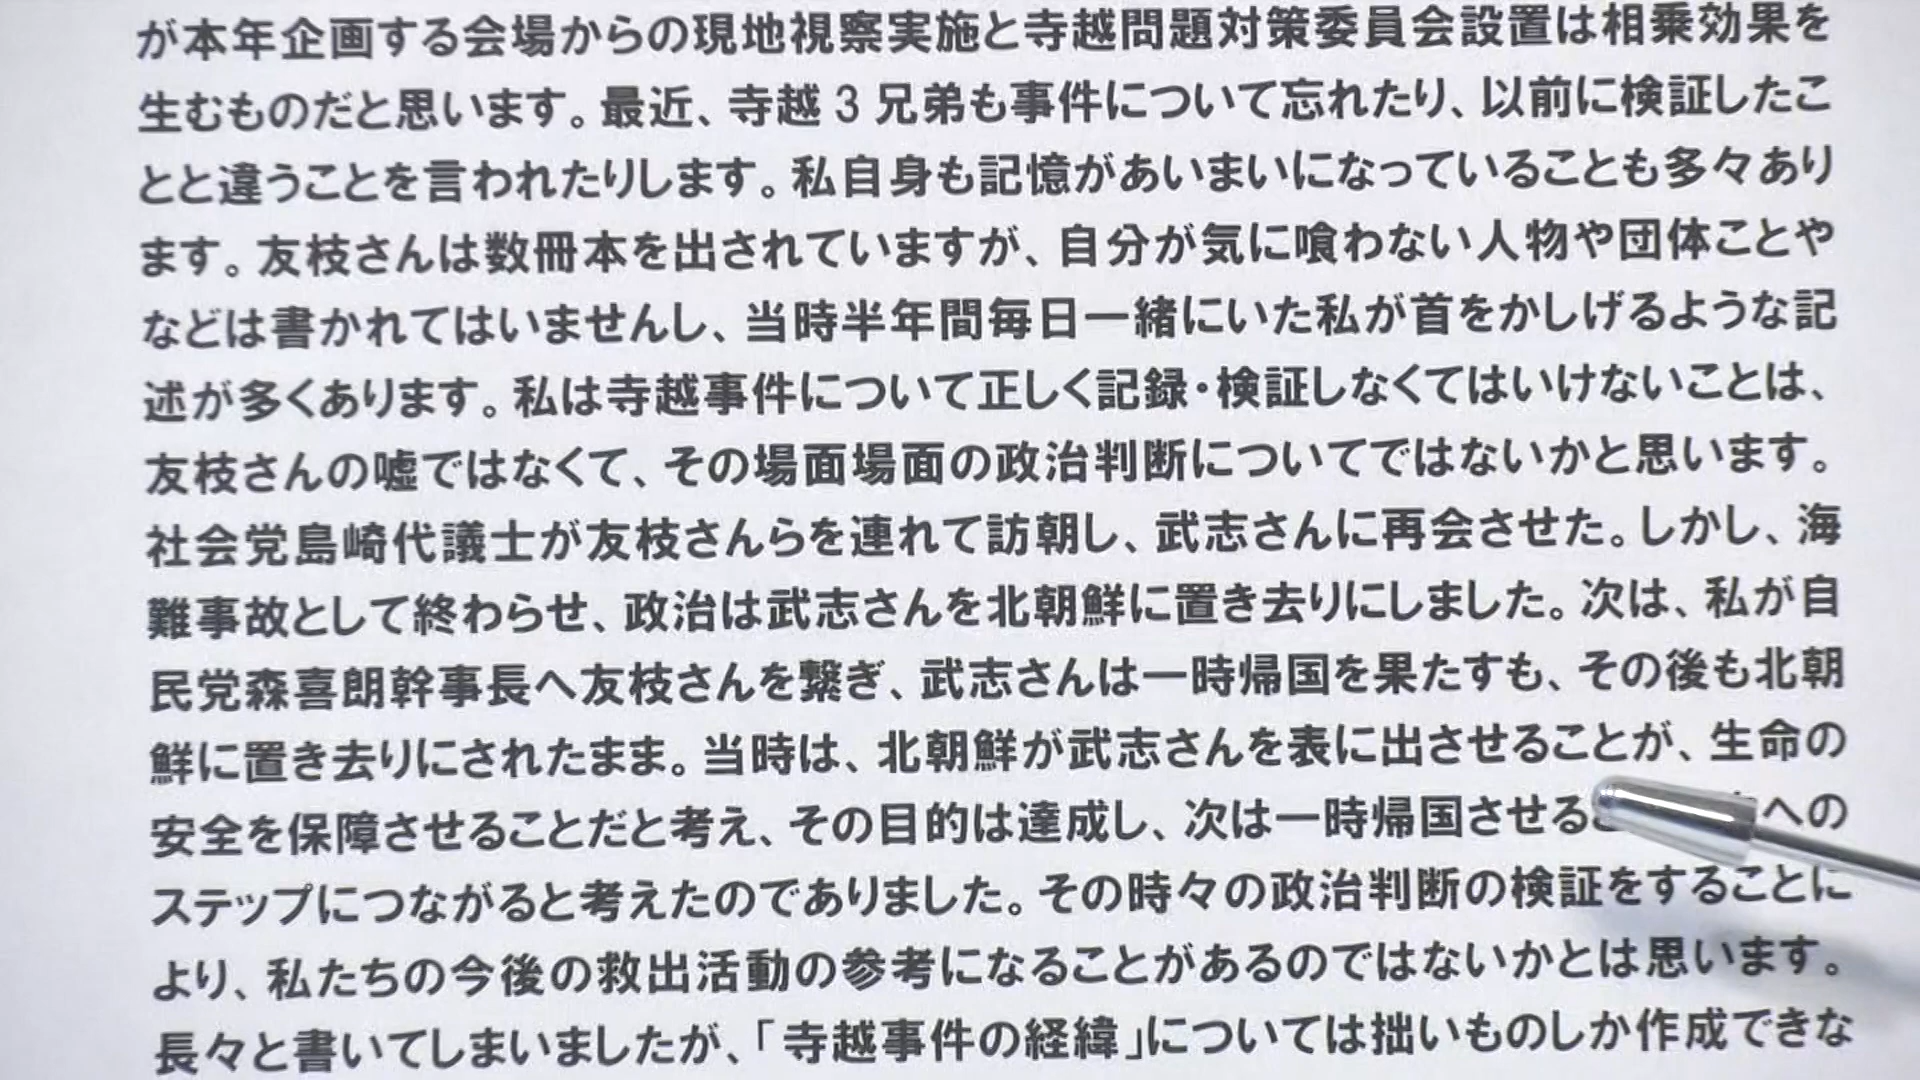 が本年企画する会場からの現地視察実施と寺越問題対策委員会設置は相乗効果を
生むものだと思います。最近、寺越3兄弟も事件について忘れたり、以前に検証したこ
とと違うことを言われたりします。私自身も記憶があいまいになっていることも多々あり
ます。友枝さんは数冊本を出されていますが、自分が気に喰わない人物や団体ことや
などは書かれてはいませんし、当時半年間毎日一緒にいた私が首をかしげるような記
述が多くあります。私は寺越事件について正しく記録・検証しなくてはいけないことは、
友枝さんの嘘ではなくて、その場面場面の政治判断についてではないかと思います。
社会党島崎代議士が友枝さんらを連れて訪朝し、武志さんに再会させた。しかし、海
難事故として終わらせ、政治は武志さんを北朝鮮に置き去りにしました。次は、私が自
民党森喜朗幹事長へ友枝さんを繋ぎ、武志さんは一時帰国を果たすも、その後も北朝
鮮に置き去りにされたまま。当時は、北朝鮮が武志さんを表に出させることが、生命の
安全を保障させることだと考え、その目的は達成し、次は一時帰国させる への
ステップにつながると考えたのでありました。その時々の政治判断の検証をすることに
より、私たちの今後の救出活動の参考になることがあるのではないかとは思います。
長々と書いてしまいましたが、「寺越事件の経緯」については拙いものしか作成できな